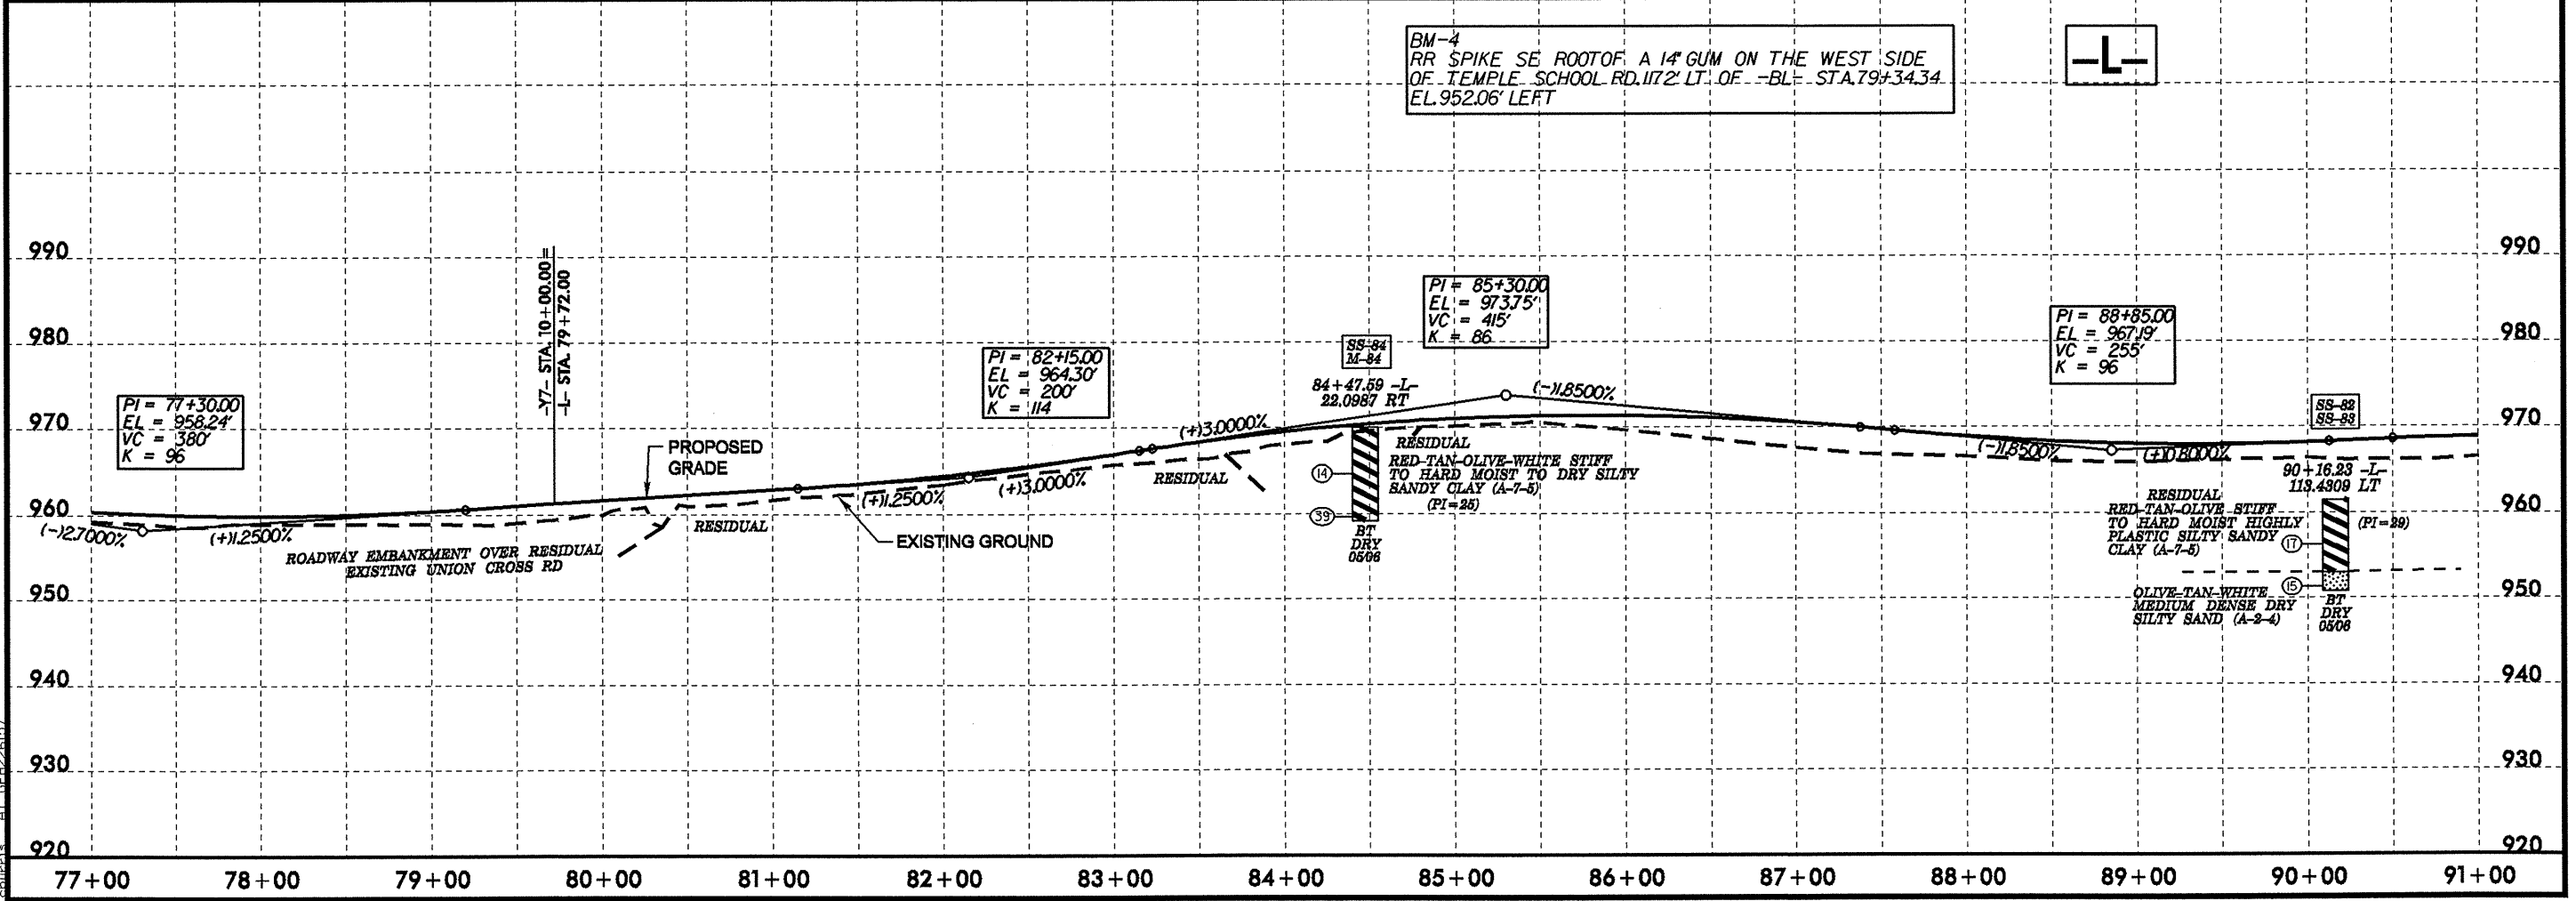 BM-4
RR SPIKE SE ROOTOF A 14" GUM ON THE WEST SIDE
OF TEMPLE SCHOOL RD. 1172' LT OF -BL- STA.79+34.34
EL.952.06' LEFT
-L-
990
990
980
980
970
970
960
960
950
950
940
940
930
930
920
920
PI = 77+30.00
EL = 958.24'
VC = 380'
K = 96
-Y7- STA. 10+00.00 =
-L- STA. 79+72.00
PROPOSED
GRADE
PI = 82+15.00
EL = 964.30'
VC = 200'
K = 114
SS-84
M-84
84+47.59 -L-
22.0987 RT
PI = 85+30.00
EL = 973.75'
VC = 415'
K = 86
PI = 88+85.00
EL = 967.19'
VC = 255'
K = 96
SS-82
SS-83
90+16.23 -L-
113.4309 LT
(-)2.7000%
(+)1.2500%
(+)1.2500%
(+)3.0000%
(+)3.0000%
(-)1.8500%
(-)1.8500%
(+)0.8000%
ROADWAY EMBANKMENT OVER RESIDUAL
EXISTING UNION CROSS RD
RESIDUAL
EXISTING GROUND
RESIDUAL
RESIDUAL
RED-TAN-OLIVE-WHITE STIFF
TO HARD MOIST TO DRY SILTY
SANDY CLAY (A-7-5)
(PI=25)
14
39
BT
DRY
05/06
RESIDUAL
RED-TAN-OLIVE STIFF
TO HARD MOIST HIGHLY
PLASTIC SILTY SANDY
CLAY (A-7-5)
(PI=29)
17
15
OLIVE-TAN-WHITE
MEDIUM DENSE DRY
SILTY SAND (A-2-4)
BT
DRY
05/06
77+00
78+00
79+00
80+00
81+00
82+00
83+00
84+00
85+00
86+00
87+00
88+00
89+00
90+00
91+00